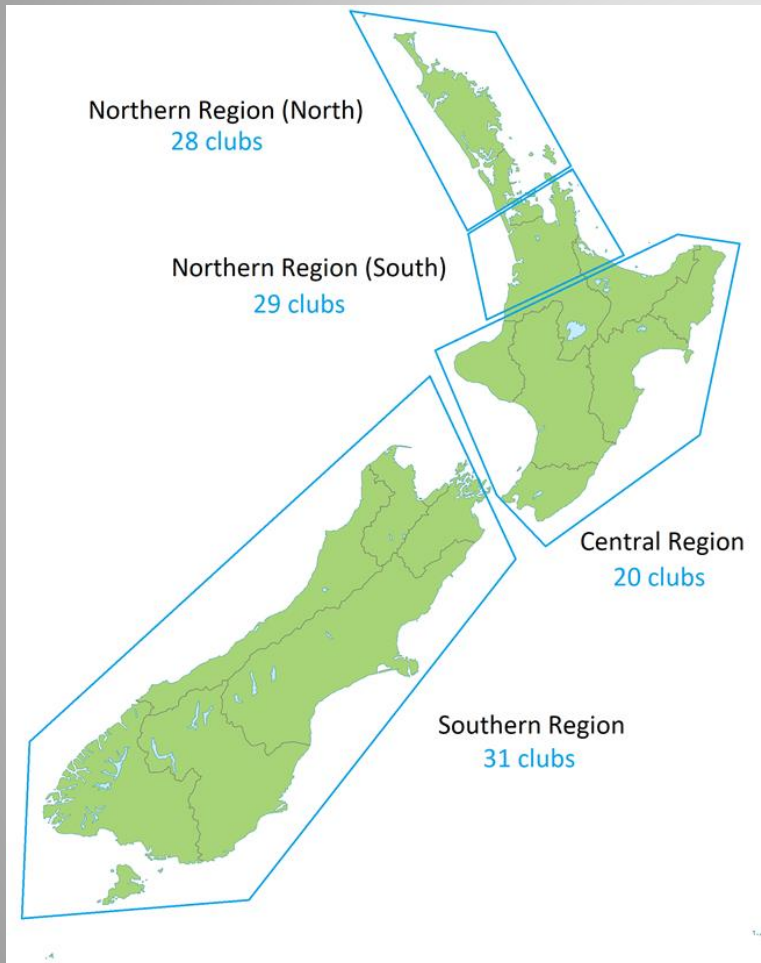 Northern Region (North)
28 clubs
Northern Region (South)
29 clubs
Central Region
20 clubs
Southern Region
31 clubs